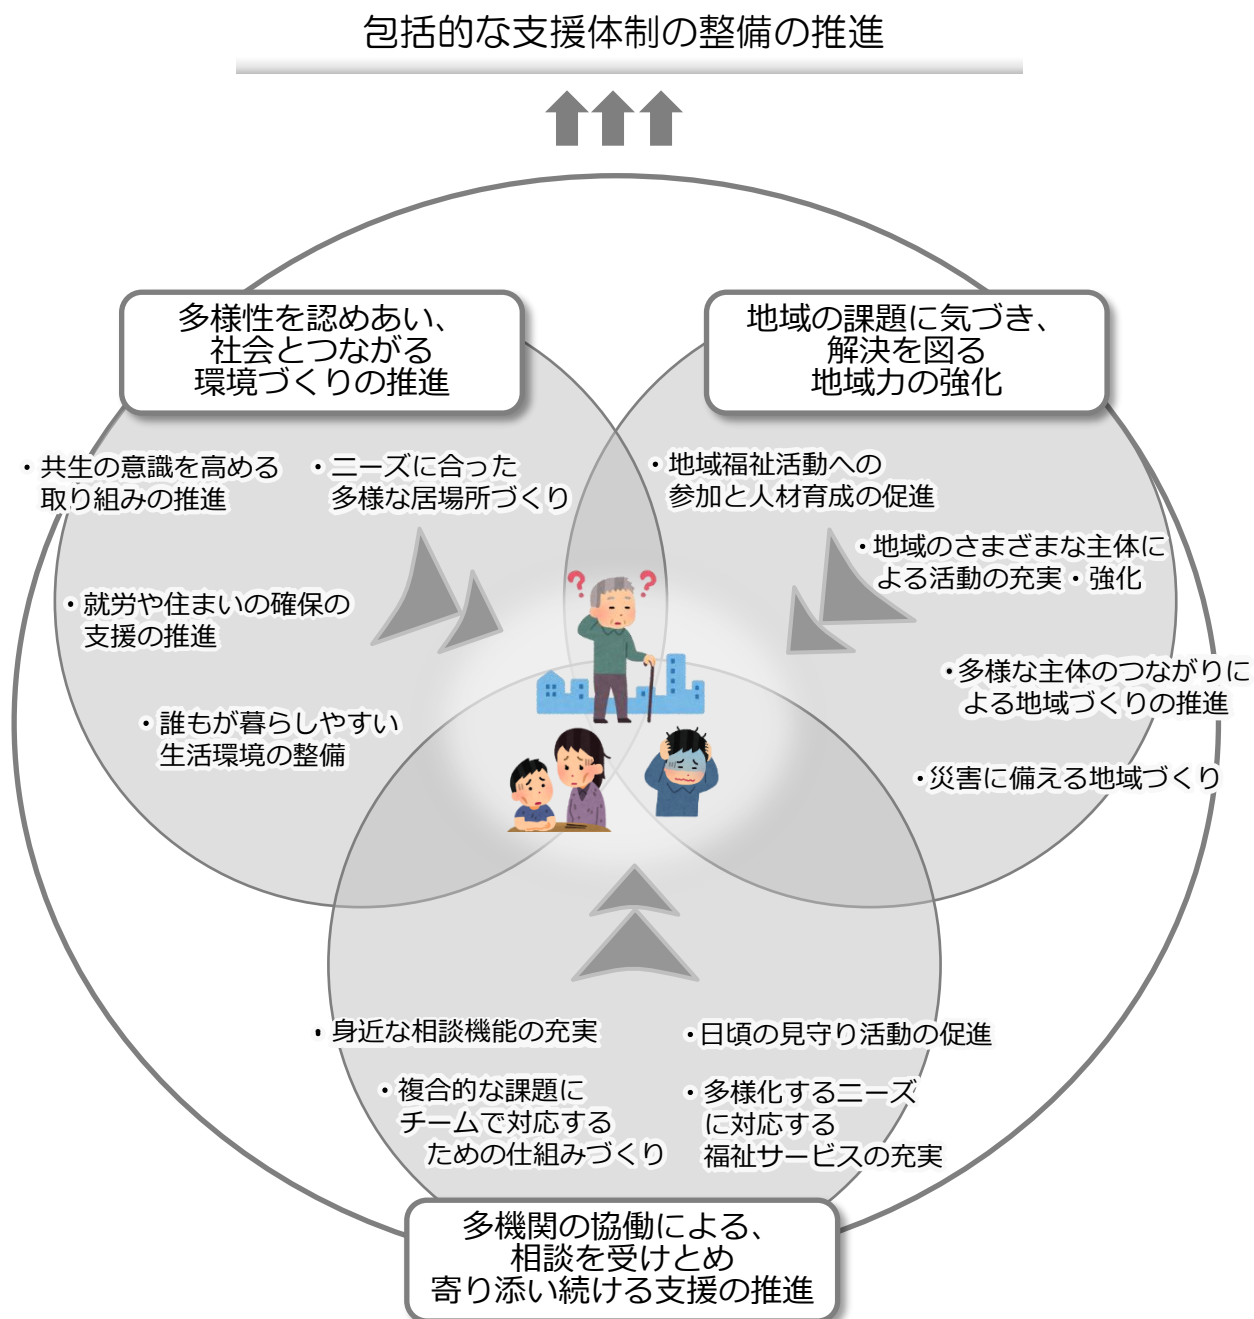 包括的な支援体制の整備の推進
多様性を認めあい、
社会とつながる
環境づくりの推進
地域の課題に気づき、
解決を図る
地域力の強化
・共生の意識を高める
取り組みの推進
・ニーズに合った
多様な居場所づくり
・就労や住まいの確保の
支援の推進
・誰もが暮らしやすい
生活環境の整備
・地域福祉活動への
参加と人材育成の促進
・地域のさまざまな主体に
よる活動の充実・強化
・多様な主体のつながりに
よる地域づくりの推進
・災害に備える地域づくり
? ?
・身近な相談機能の充実
・複合的な課題に
チームで対応する
ための仕組みづくり
・日頃の見守り活動の促進
・多様化するニーズ
に対応する
福祉サービスの充実
多機関の協働による、
相談を受けとめ
寄り添い続ける支援の推進